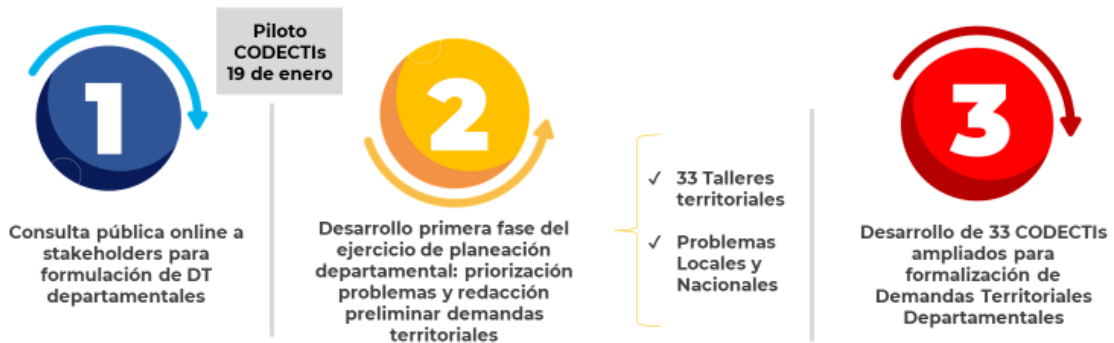 1
Consulta pública online a
stakeholders para
formulación de DT
departamentales
Piloto
CODECTIs
19 de enero
2
Desarrollo primera fase del
ejercicio de planeación
departamental: priorización
problemas y redacción
preliminar demandas
territoriales
✓ 33 Talleres
territoriales
✓ Problemas
Locales y
Nacionales
3
Desarrollo de 33 CODECTIs
ampliados para
formalización de
Demandas Territoriales
Departamentales